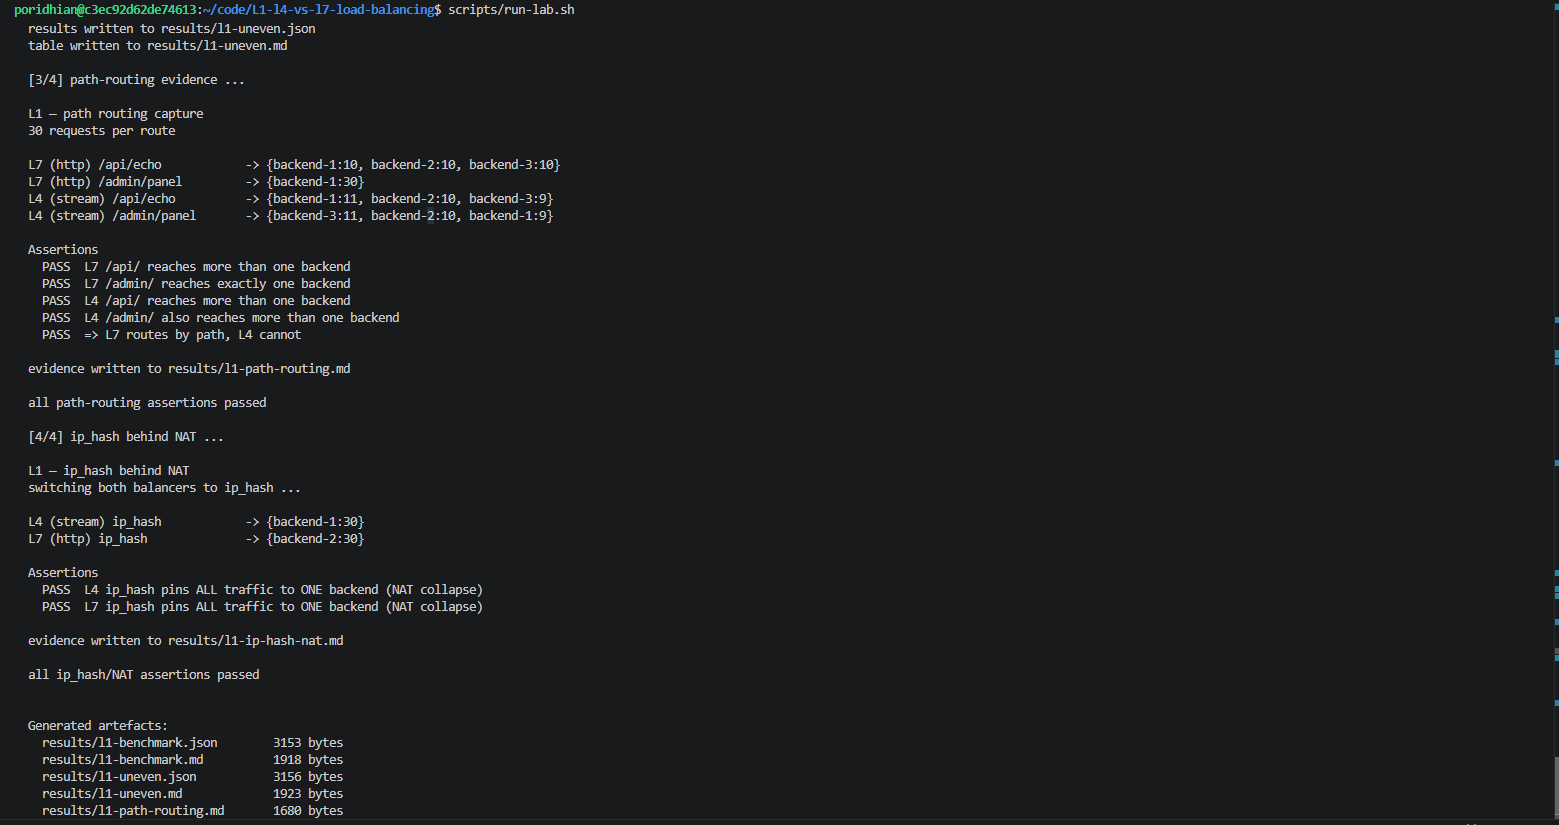 poridhian@c3ec92d62de74613:~/code/L1-l4-vs-l7-load-balancing$ scripts/run-lab.sh
results written to results/l1-uneven.json
table written to results/l1-uneven.md
[3/4] path-routing evidence ...
L1 — path routing capture
30 requests per route
L7 (http) /api/echo -> {backend-1:10, backend-2:10, backend-3:10}
L7 (http) /admin/panel -> {backend-1:30}
L4 (stream) /api/echo -> {backend-1:11, backend-2:10, backend-3:9}
L4 (stream) /admin/panel -> {backend-3:11, backend-2:10, backend-1:9}
Assertions
PASS L7 /api/ reaches more than one backend
PASS L7 /admin/ reaches exactly one backend
PASS L4 /api/ reaches more than one backend
PASS L4 /admin/ also reaches more than one backend
PASS => L7 routes by path, L4 cannot
evidence written to results/l1-path-routing.md
all path-routing assertions passed
[4/4] ip_hash behind NAT ...
L1 — ip_hash behind NAT
switching both balancers to ip_hash ...
L4 (stream) ip_hash -> {backend-1:30}
L7 (http) ip_hash -> {backend-2:30}
Assertions
PASS L4 ip_hash pins ALL traffic to ONE backend (NAT collapse)
PASS L7 ip_hash pins ALL traffic to ONE backend (NAT collapse)
evidence written to results/l1-ip-hash-nat.md
all ip_hash/NAT assertions passed
Generated artefacts:
results/l1-benchmark.json 3153 bytes
results/l1-benchmark.md 1918 bytes
results/l1-uneven.json 3156 bytes
results/l1-uneven.md 1923 bytes
results/l1-path-routing.md 1680 bytes